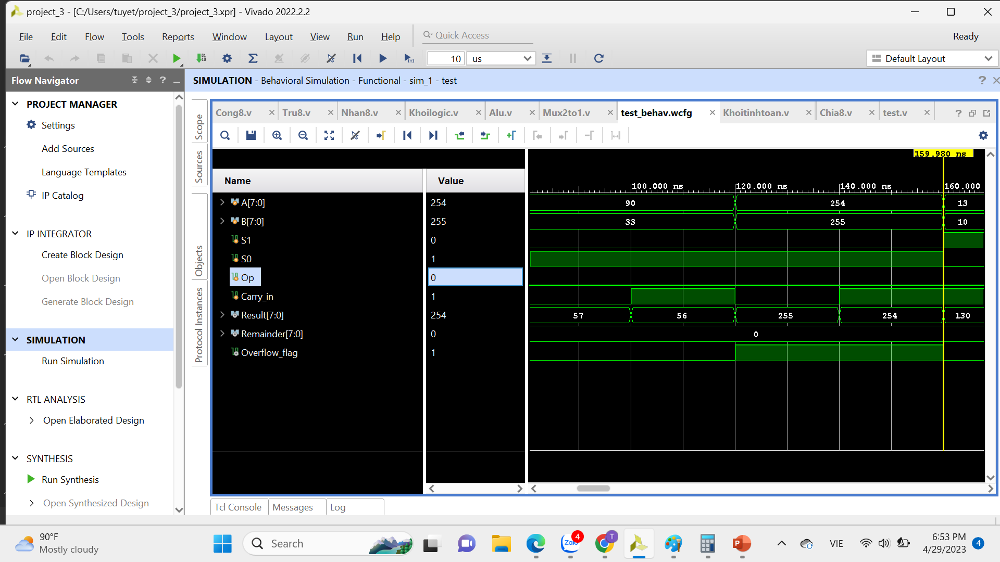 project_3 - [C:/Users/tuyet/project_3/project_3.xpr] - Vivado 2022.2.2
File Edit Flow Tools Reports Window Layout View Run Help Quick Access Ready
10 us Default Layout
Flow Navigator ? _
SIMULATION - Behavioral Simulation - Functional - sim_1 - test
PROJECT MANAGER
Settings
Add Sources
Language Templates
IP Catalog
IP INTEGRATOR
Create Block Design
Open Block Design
Generate Block Design
SIMULATION
Run Simulation
RTL ANALYSIS
Open Elaborated Design
SYNTHESIS
Run Synthesis
Open Synthesized Design
Scope
Sources
Objects
Protocol Instances
Cong8.v Tru8.v Nhan8.v Khoilogic.v Alu.v Mux2to1.v test_behav.wcfg Khoitinhtoan.v Chia8.v test.v
159.980 ns
Name Value
100.000 ns 120.000 ns 140.000 ns 160.000
A[7:0] 254 90 254 13
B[7:0] 255 33 255 10
S1 0
S0 1
Op 0
Carry_in 1
Result[7:0] 254 57 56 255 254 130
Remainder[7:0] 0 0
Overflow_flag 1
Tcl Console Messages Log
90°F
Mostly cloudy
Search
4
Zalo
T
P
VIE
6:53 PM
4/29/2023
4